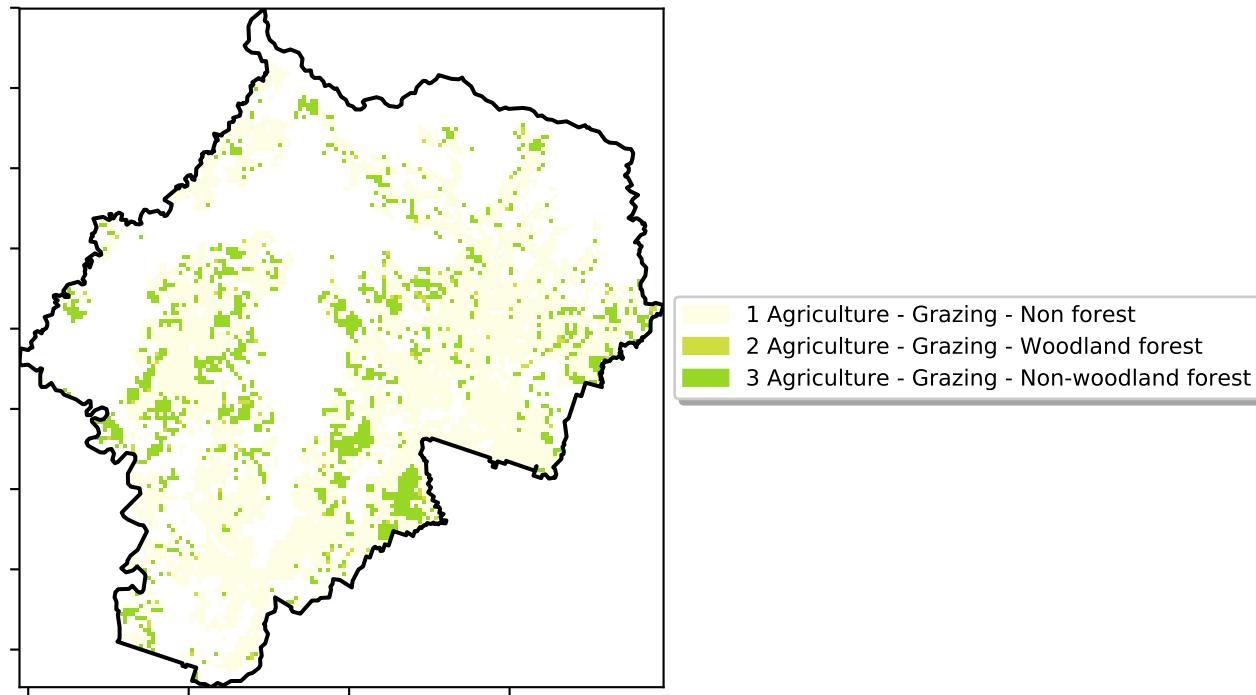 1 Agriculture - Grazing - Non forest
2 Agriculture - Grazing - Woodland forest
3 Agriculture - Grazing - Non-woodland forest